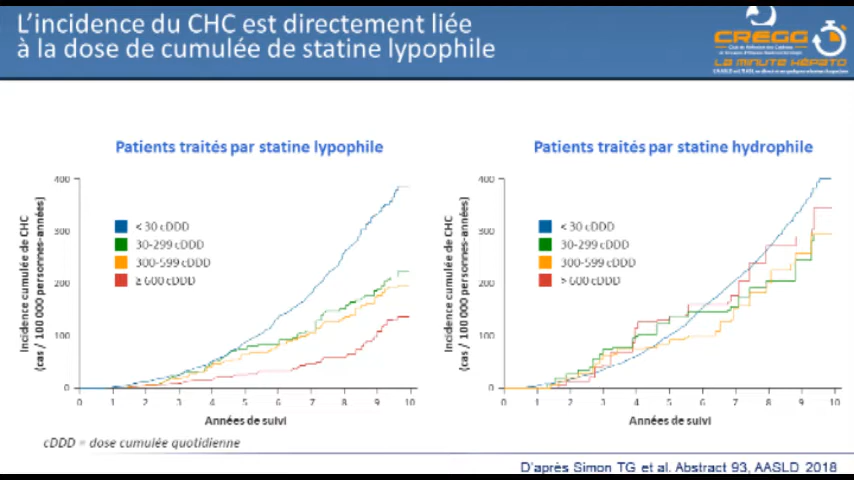 L'incidence du CHC est directement liée
à la dose de cumulée de statine lypophile
CREGG
LA MINUTE HÉPATO
Patients traités par statine lypophile
Incidence cumulée de CHC
(cas / 100 000 personnes-années)
400
300
200
100
0
< 30 cDDD
30-299 cDDD
300-599 cDDD
≥ 600 cDDD
0 1 2 3 4 5 6 7 8 9 10
Années de suivi
Patients traités par statine hydrophile
Incidence cumulée de CHC
(cas / 100 000 personnes-années)
400
300
200
100
0
< 30 cDDD
30-299 cDDD
300-599 cDDD
> 600 cDDD
0 1 2 3 4 5 6 7 8 9 10
Années de suivi
cDDD = dose cumulée quotidienne
D'après Simon TG et al. Abstract 93, AASLD 2018